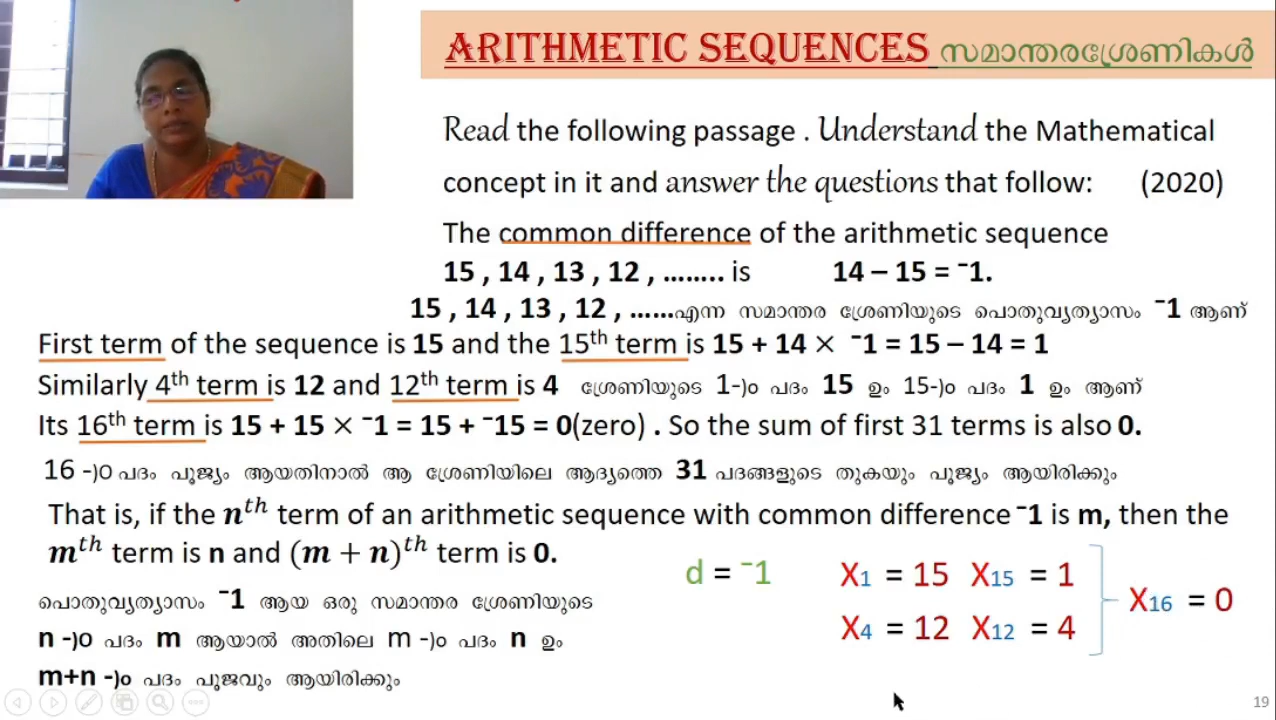 ARITHMETIC SEQUENCES സമാന്തരശ്രേണികൾ
Read the following passage . Understand the Mathematical
concept in it and answer the questions that follow: (2020)
The common difference of the arithmetic sequence
15 , 14 , 13 , 12 , …….. is 14 – 15 = ⁻1.
15 , 14 , 13 , 12 , ……എന്ന സമാന്തര ശ്രേണിയുടെ പൊതുവ്യത്യാസം ⁻1 ആണ്
First term of the sequence is 15 and the 15th term is 15 + 14 × ⁻1 = 15 – 14 = 1
Similarly 4th term is 12 and 12th term is 4 ശ്രേണിയുടെ 1-)o പദം 15 ഉം 15-)o പദം 1 ഉം ആണ്
Its 16th term is 15 + 15 × ⁻1 = 15 + ⁻15 = 0(zero) . So the sum of first 31 terms is also 0.
16 -)o പദം പൂജ്യം ആയതിനാൽ ആ ശ്രേണിയിലെ ആദ്യത്തെ 31 പദങ്ങളുടെ തുകയും പൂജ്യം ആയിരിക്കും
That is, if the nth term of an arithmetic sequence with common difference ⁻1 is m, then the
mth term is n and (m + n)th term is 0.
d = ⁻1
X1 = 15 X15 = 1
X4 = 12 X12 = 4
X16 = 0
പൊതുവ്യത്യാസം ⁻1 ആയ ഒരു സമാന്തര ശ്രേണിയുടെ
n -)o പദം m ആയാൽ അതിലെ m -)o പദം n ഉം
m+n -)o പദം പൂജവും ആയിരിക്കും
19